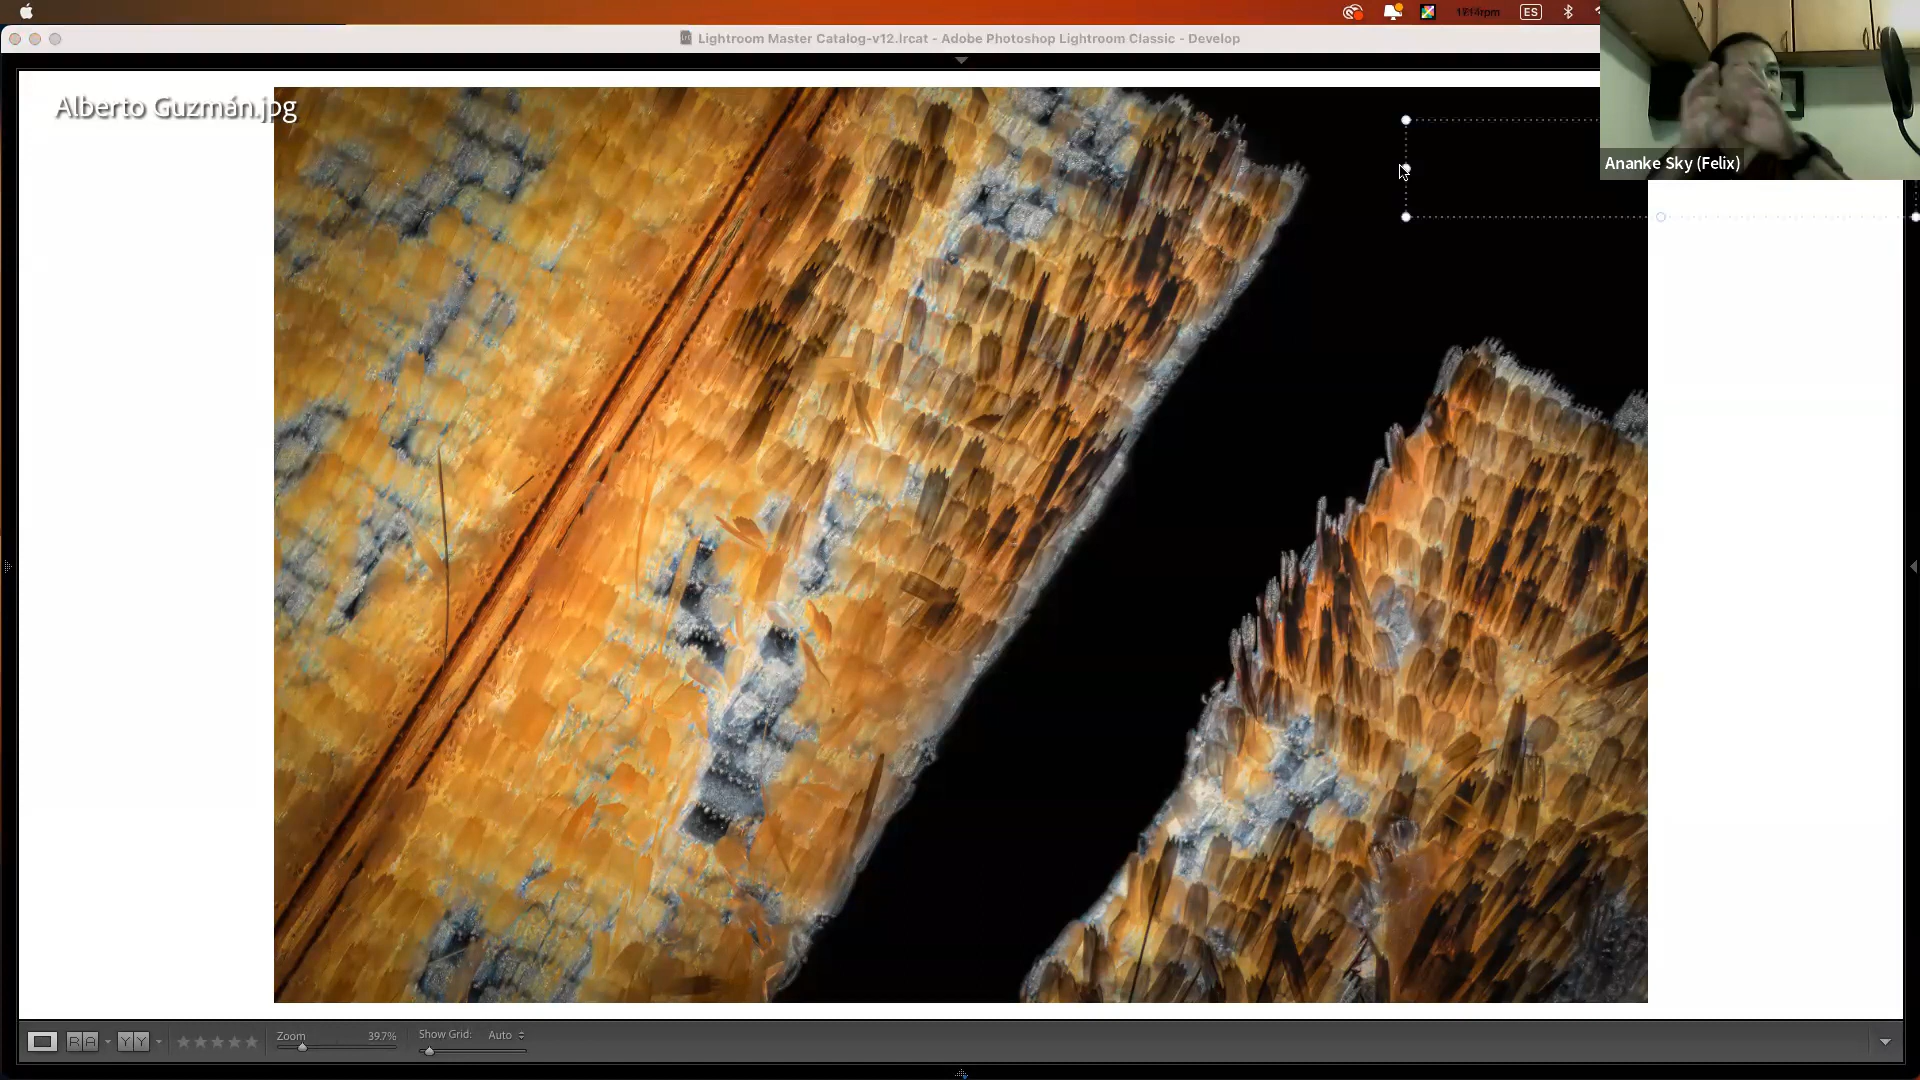 ES
Lightroom Master Catalog-v12.lrcat - Adobe Photoshop Lightroom Classic - Develop
Alberto Guzmán.jpg
Ananke Sky (Felix)
R A
Y Y
Zoom
39.7%
Show Grid:
Auto